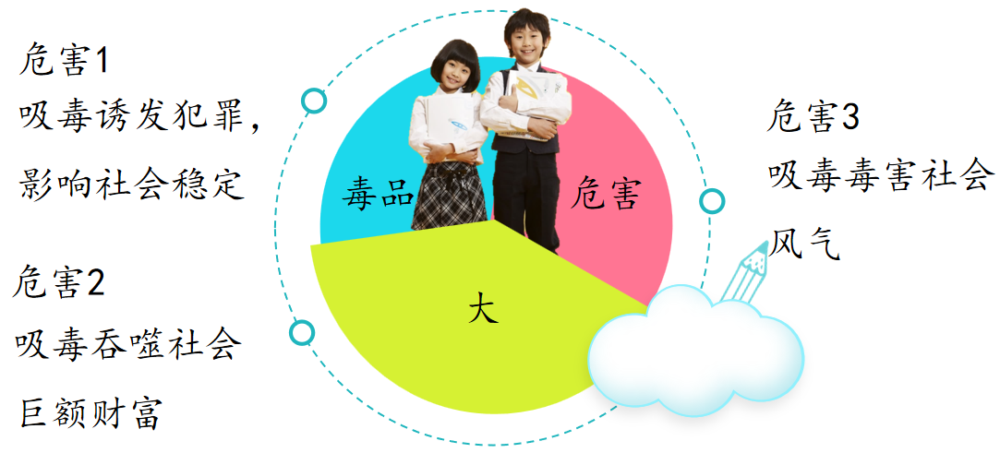 危害1
吸毒诱发犯罪，
影响社会稳定
危害2
吸毒吞噬社会
巨额财富
毒品
危害
大
危害3
吸毒毒害社会
风气